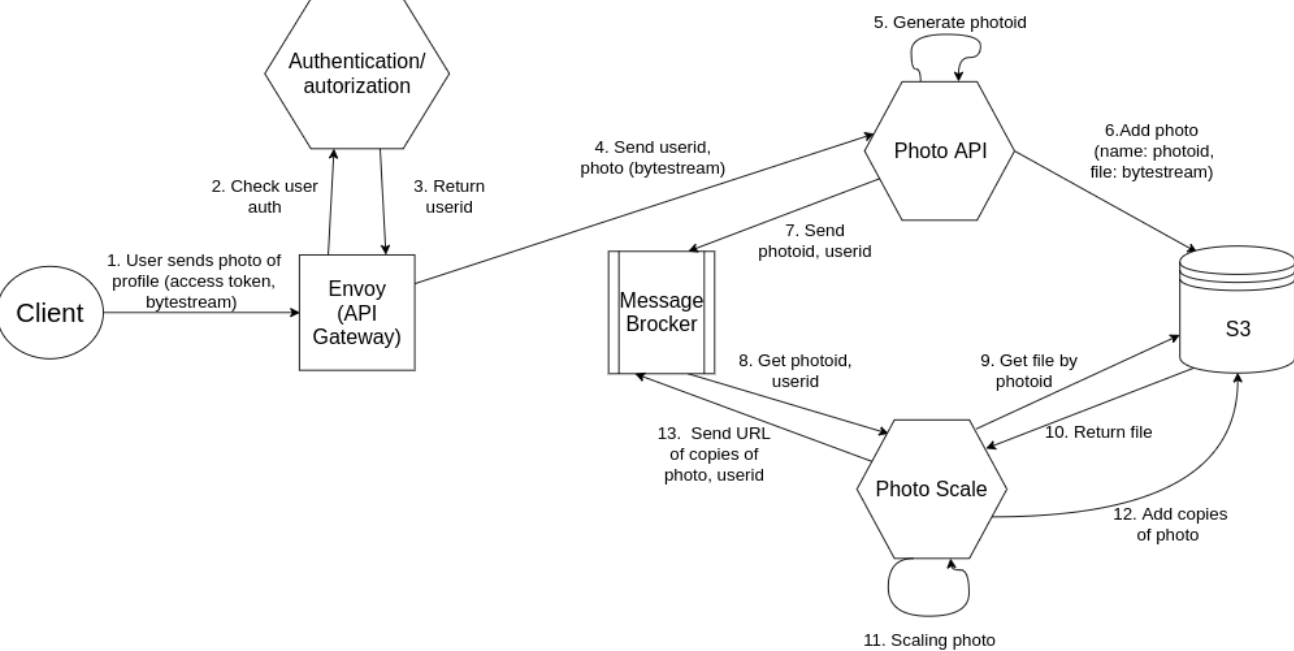 5. Generate photoid
Authentication/
autorization
Photo API
6.Add photo
(name: photoid,
file: bytestream)
4. Send userid,
photo (bytestream)
2. Check user
auth
3. Return
userid
7. Send
photoid, userid
1. User sends photo of
profile (access token,
bytestream)
Client
Envoy
(API
Gateway)
Message
Brocker
S3
8. Get photoid,
userid
9. Get file by
photoid
13.  Send URL
of copies of
photo, userid
10. Return file
Photo Scale
12. Add copies
of photo
11. Scaling photo